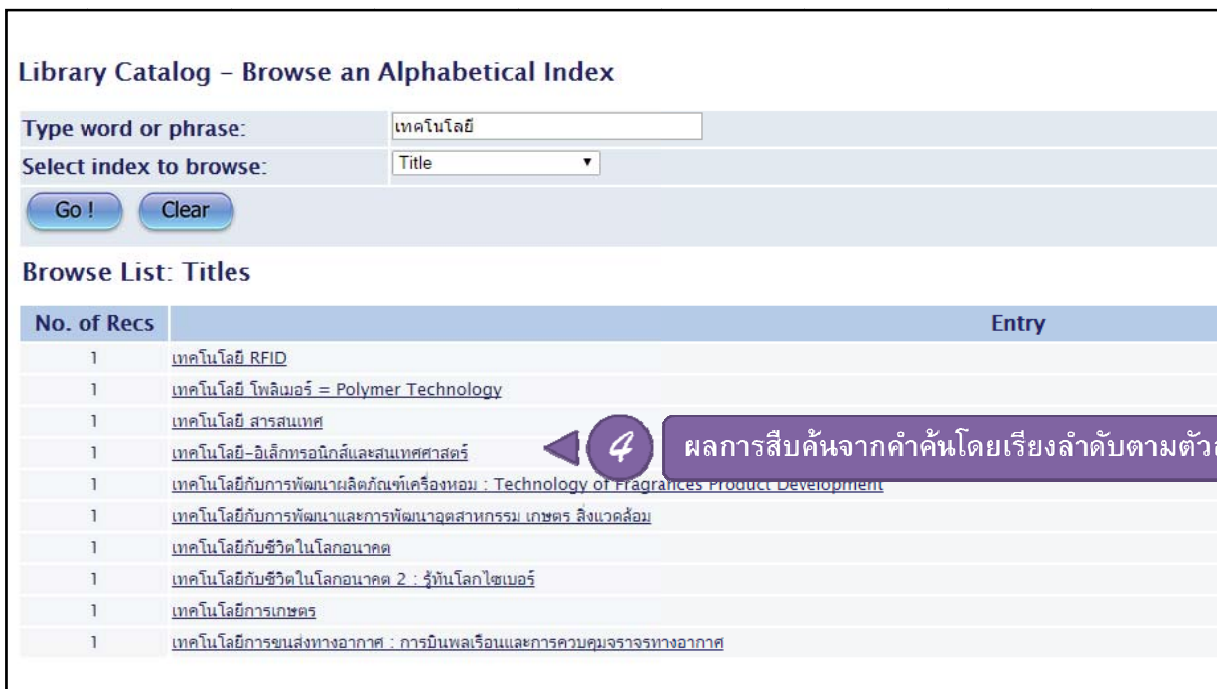 Library Catalog – Browse an Alphabetical Index
Type word or phrase: เทคโนโลยี
Select index to browse: Title
Go ! Clear
Browse List: Titles
No. of Recs Entry
1 เทคโนโลยี RFID
1 เทคโนโลยี โพลิเมอร์ = Polymer Technology
1 เทคโนโลยี สารสนเทศ
1 เทคโนโลยี-อิเล็กทรอนิกส์และสนเทศศาสตร์
4 ผลการสืบค้นจากคำค้นโดยเรียงลำดับตามตัว
1 เทคโนโลยีกับการพัฒนาผลิตภัณฑ์เครื่องหอม : Technology of Fragrances Product Development
1 เทคโนโลยีกับการพัฒนาและการพัฒนาอุตสาหกรรม เกษตร สิ่งแวดล้อม
1 เทคโนโลยีกับชีวิตในโลกอนาคต
1 เทคโนโลยีกับชีวิตในโลกอนาคต 2 : รู้ทันโลกไซเบอร์
1 เทคโนโลยีการเกษตร
1 เทคโนโลยีการขนส่งทางอากาศ : การบินพลเรือนและการควบคุมจราจรทางอากาศ